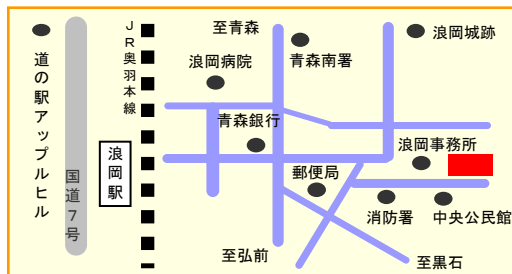 道の駅アップルヒル
国道7号
JR奥羽本線
浪岡駅
至青森
浪岡病院
青森南署
浪岡城跡
青森銀行
浪岡事務所
郵便局
消防署
中央公民館
至弘前
至黒石